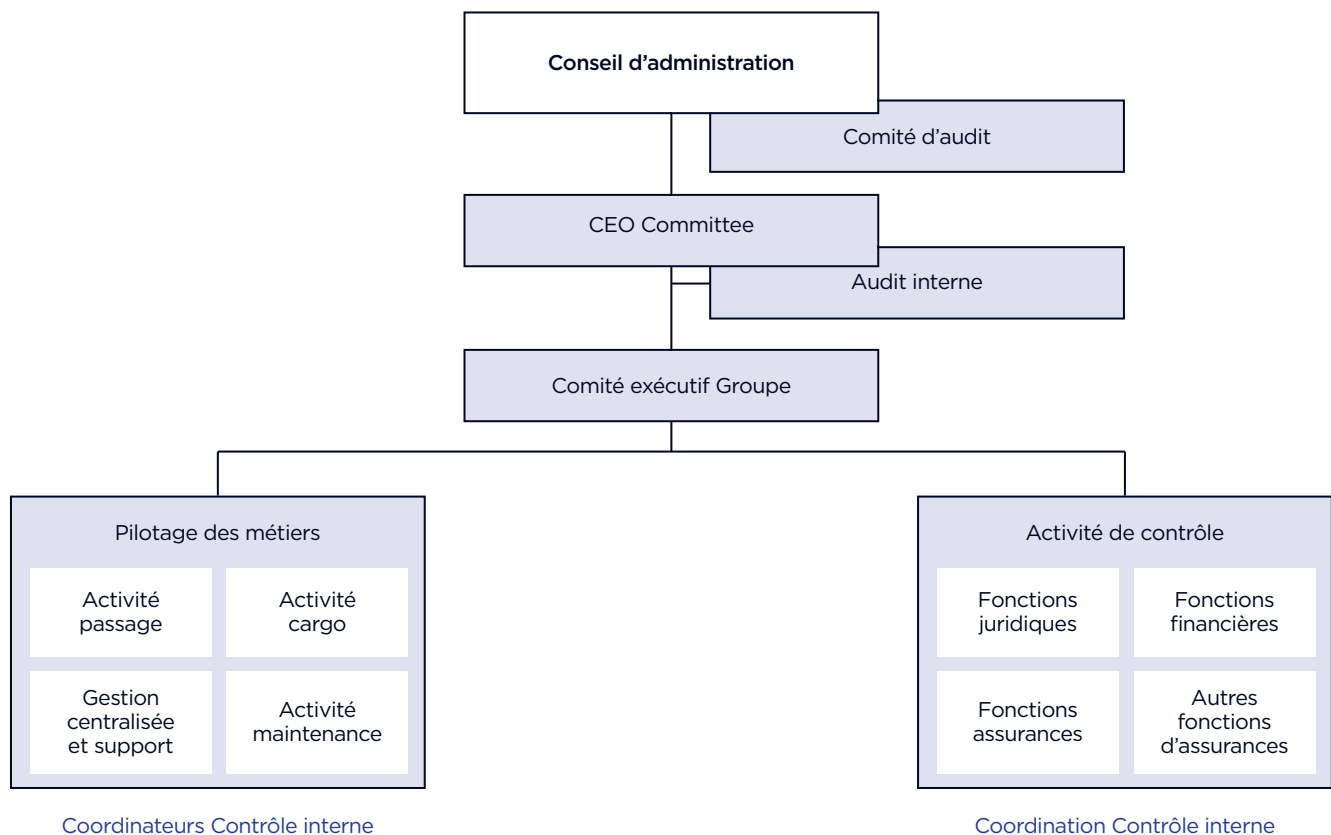 Conseil d’administration
Comité d’audit
CEO Committee
Audit interne
Comité exécutif Groupe
Pilotage des métiers
Activité
passage
Activité
cargo
Gestion
centralisée
et support
Activité
maintenance
Coordinateurs Contrôle interne
Activité de contrôle
Fonctions
juridiques
Fonctions
financières
Fonctions
assurances
Autres
fonctions
d’assurances
Coordination Contrôle interne